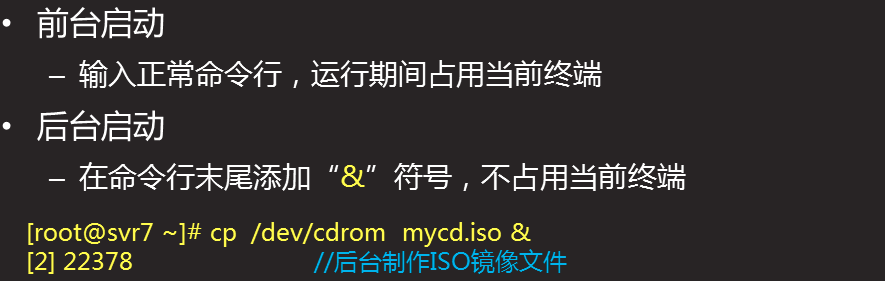 • 前台启动
– 输入正常命令行，运行期间占用当前终端
• 后台启动
– 在命令行末尾添加“&”符号，不占用当前终端
[root@svr7 ~]# cp /dev/cdrom mycd.iso &
[2] 22378 //后台制作ISO镜像文件